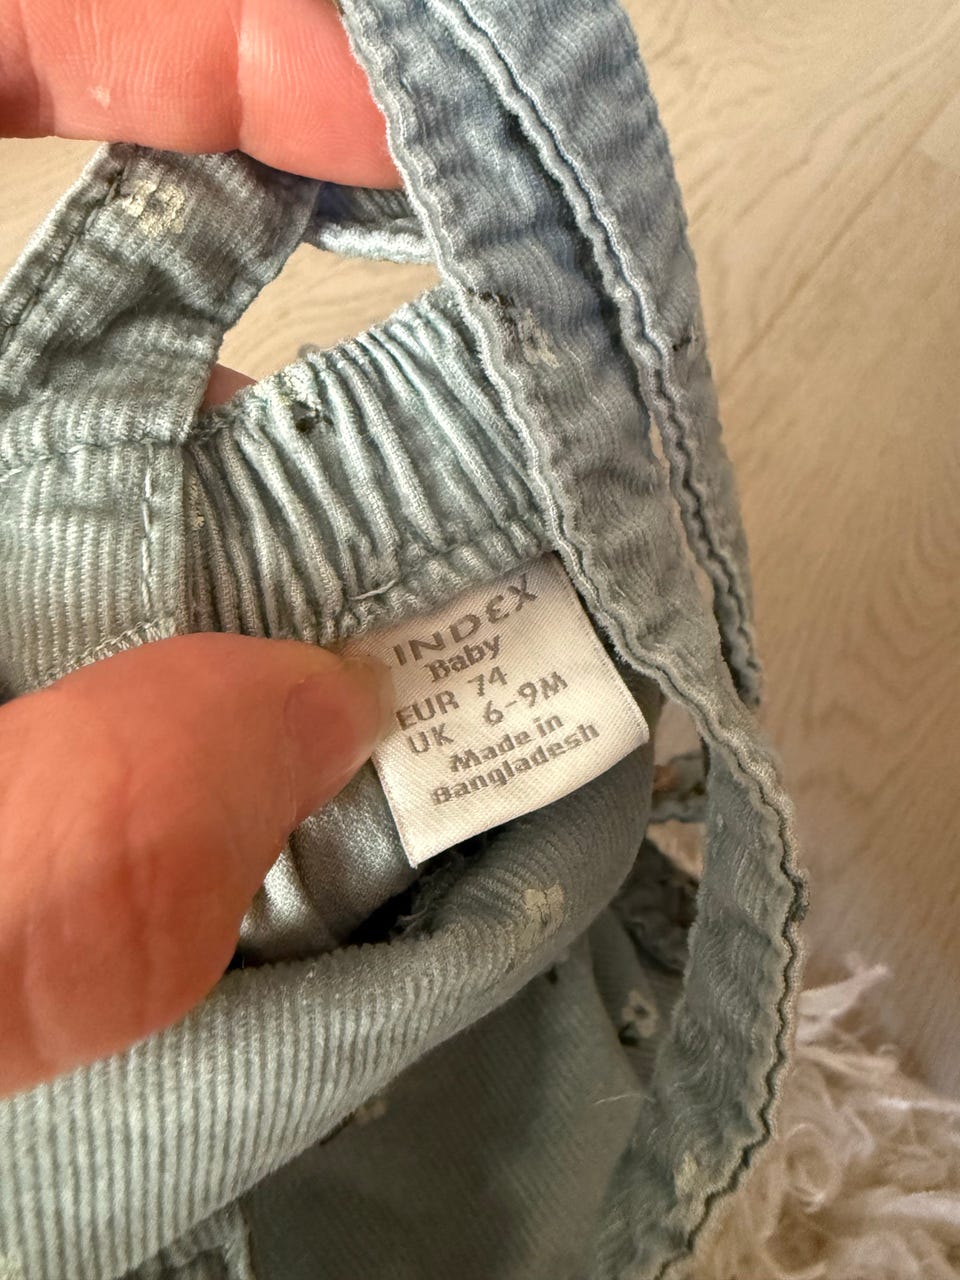 INDEX
Baby
EUR 74
UK 6-9M
Made in
Bangladesh